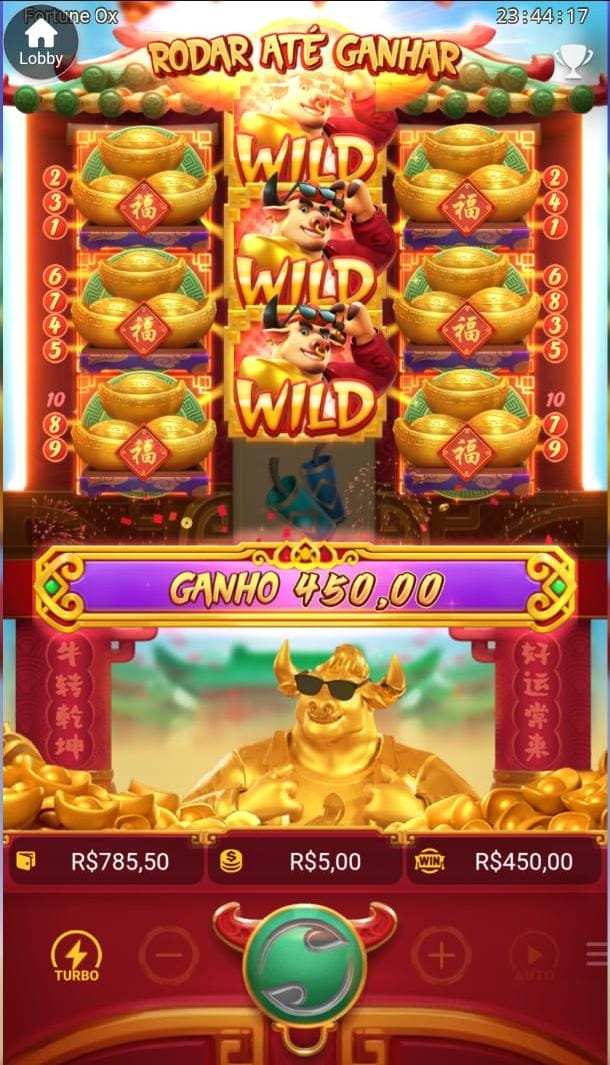 Fortune Ox
23:44:17
Lobby
RODAR ATÉ GANHAR
WILD
WILD
WILD
福
福
福
福
福
福
2
3
1
6
7
4
5
10
8
9
2
4
1
6
8
3
5
10
7
9
GANHO 450,00
牛转乾坤
好运常来
R$785,50
R$5,00
WIN
R$450,00
TURBO
AUTO